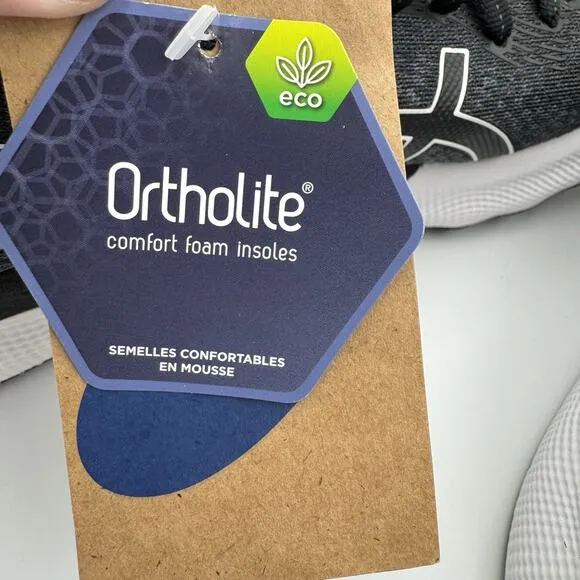 eco
Ortholite®
comfort foam insoles
SEMELLES CONFORTABLES
EN MOUSSE